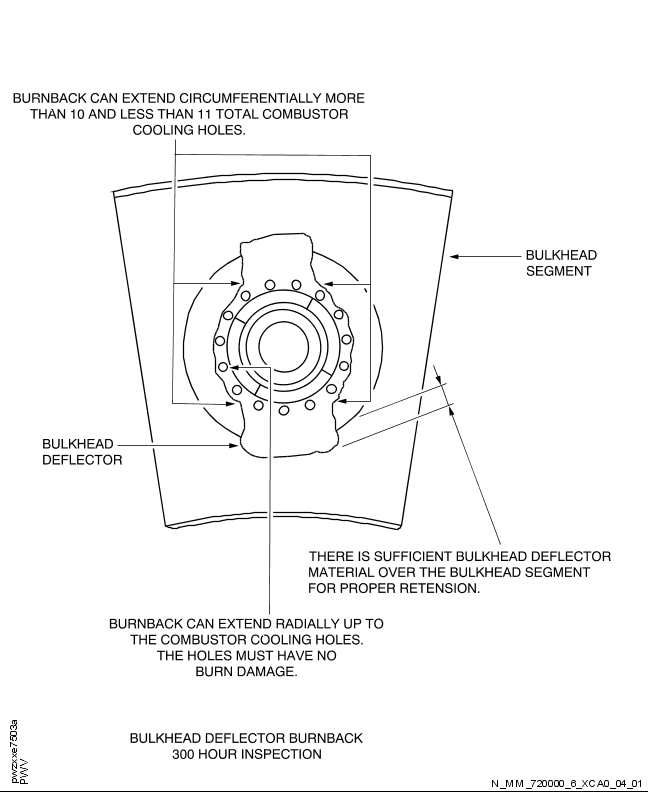 BURNBACK CAN EXTEND CIRCUMFERENTIALLY MORE
THAN 10 AND LESS THAN 11 TOTAL COMBUSTOR
COOLING HOLES.
BULKHEAD
SEGMENT
BULKHEAD
DEFLECTOR
THERE IS SUFFICIENT BULKHEAD DEFLECTOR
MATERIAL OVER THE BULKHEAD SEGMENT
FOR PROPER RETENTION.
BURNBACK CAN EXTEND RADIALLY UP TO
THE COMBUSTOR COOLING HOLES.
THE HOLES MUST HAVE NO
BURN DAMAGE.
BULKHEAD DEFLECTOR BURNBACK
300 HOUR INSPECTION
pwzxxe7503a
PWV
N_MM_720000_6_XCA0_04_01